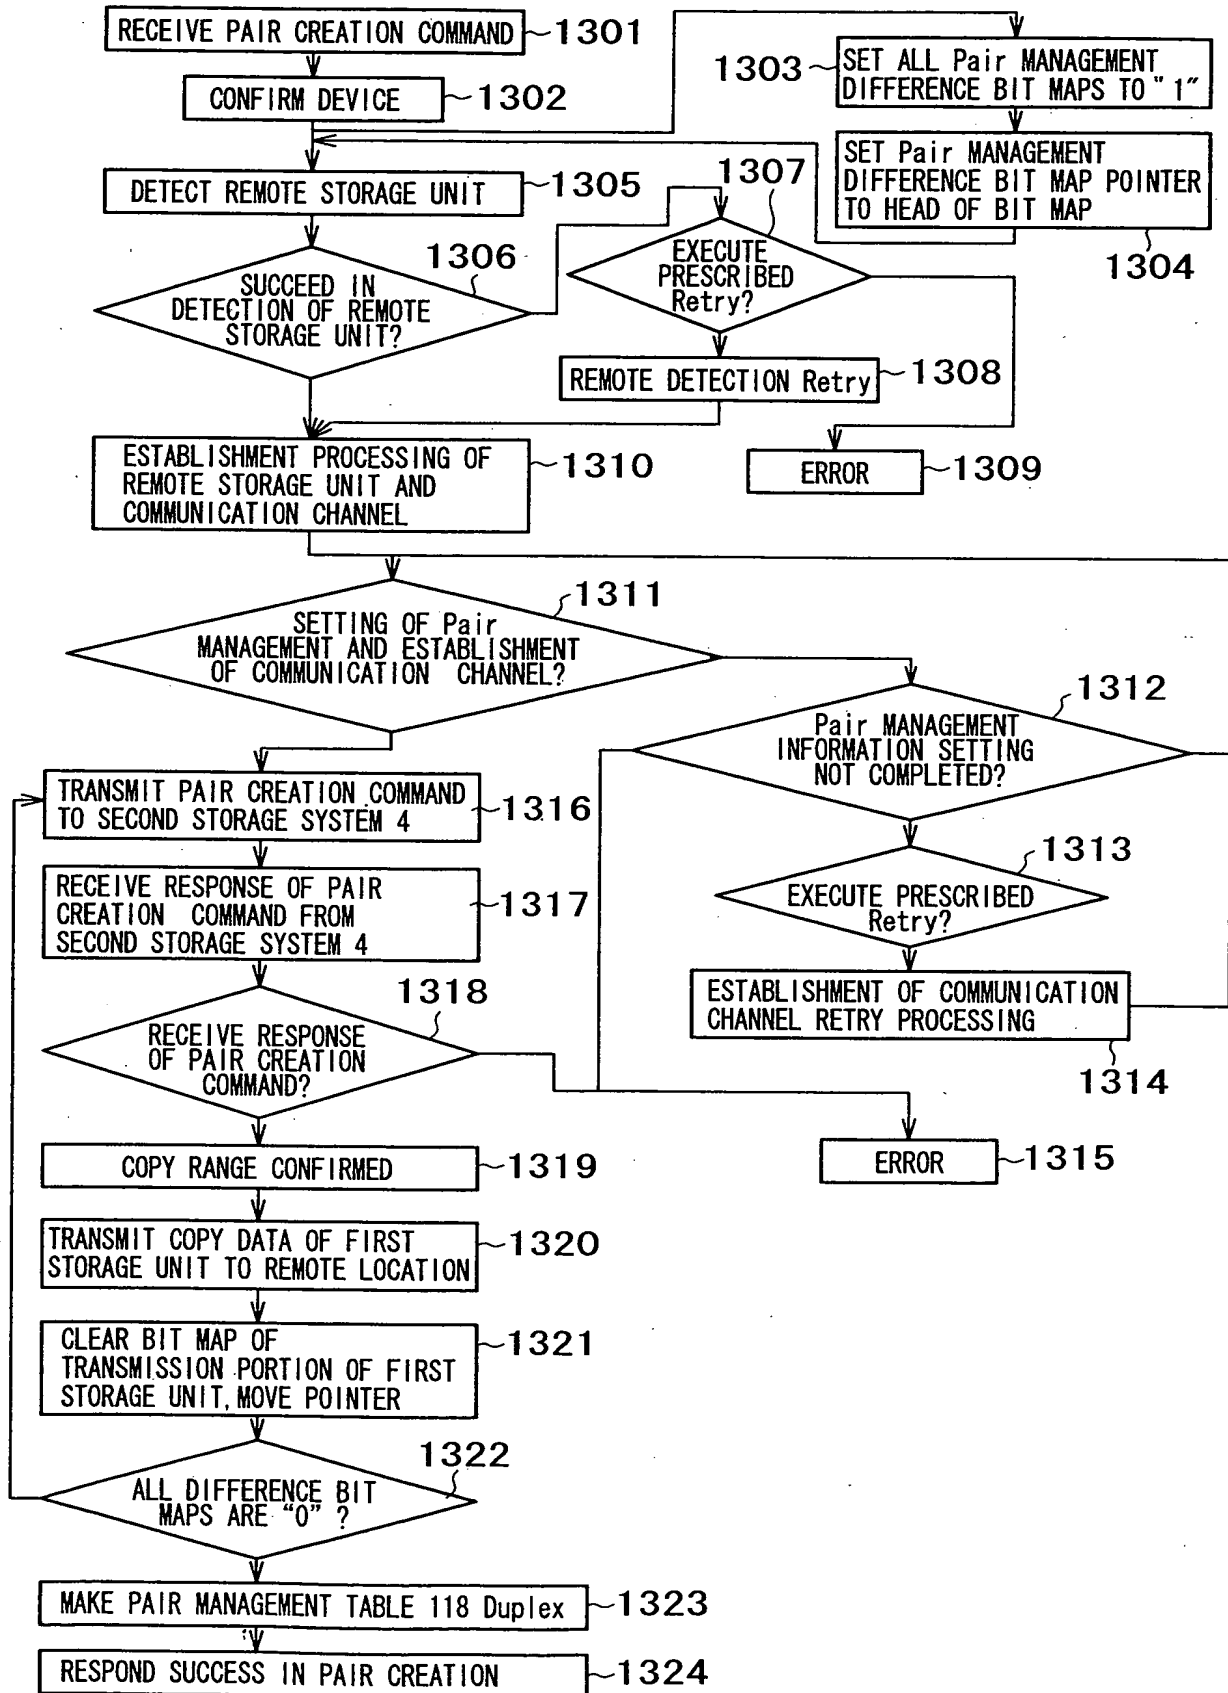 RECEIVE PAIR CREATION COMMAND
1301
CONFIRM DEVICE
1302
1303
SET ALL Pair MANAGEMENT
DIFFERENCE BIT MAPS TO "1"
SET Pair MANAGEMENT
DIFFERENCE BIT MAP POINTER
TO HEAD OF BIT MAP
1304
DETECT REMOTE STORAGE UNIT
1305
1306
SUCCEED IN
DETECTION OF REMOTE
STORAGE UNIT?
1307
EXECUTE
PRESCRIBED
Retry?
REMOTE DETECTION Retry
1308
ERROR
1309
ESTABLISHMENT PROCESSING OF
REMOTE STORAGE UNIT AND
COMMUNICATION CHANNEL
1310
1311
SETTING OF Pair
MANAGEMENT AND ESTABLISHMENT
OF COMMUNICATION CHANNEL?
1312
Pair MANAGEMENT
INFORMATION SETTING
NOT COMPLETED?
1313
EXECUTE PRESCRIBED
Retry?
ESTABLISHMENT OF COMMUNICATION
CHANNEL RETRY PROCESSING
1314
ERROR
1315
TRANSMIT PAIR CREATION COMMAND
TO SECOND STORAGE SYSTEM 4
1316
RECEIVE RESPONSE OF PAIR
CREATION COMMAND FROM
SECOND STORAGE SYSTEM 4
1317
1318
RECEIVE RESPONSE
OF PAIR CREATION
COMMAND?
COPY RANGE CONFIRMED
1319
TRANSMIT COPY DATA OF FIRST
STORAGE UNIT TO REMOTE LOCATION
1320
CLEAR BIT MAP OF
TRANSMISSION PORTION OF FIRST
STORAGE UNIT, MOVE POINTER
1321
1322
ALL DIFFERENCE BIT
MAPS ARE "0" ?
MAKE PAIR MANAGEMENT TABLE 118 Duplex
1323
RESPOND SUCCESS IN PAIR CREATION
1324